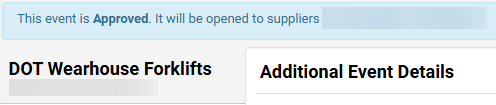 This event is Approved. It will be opened to suppliers
DOT Wearhouse Forklifts
Additional Event Details